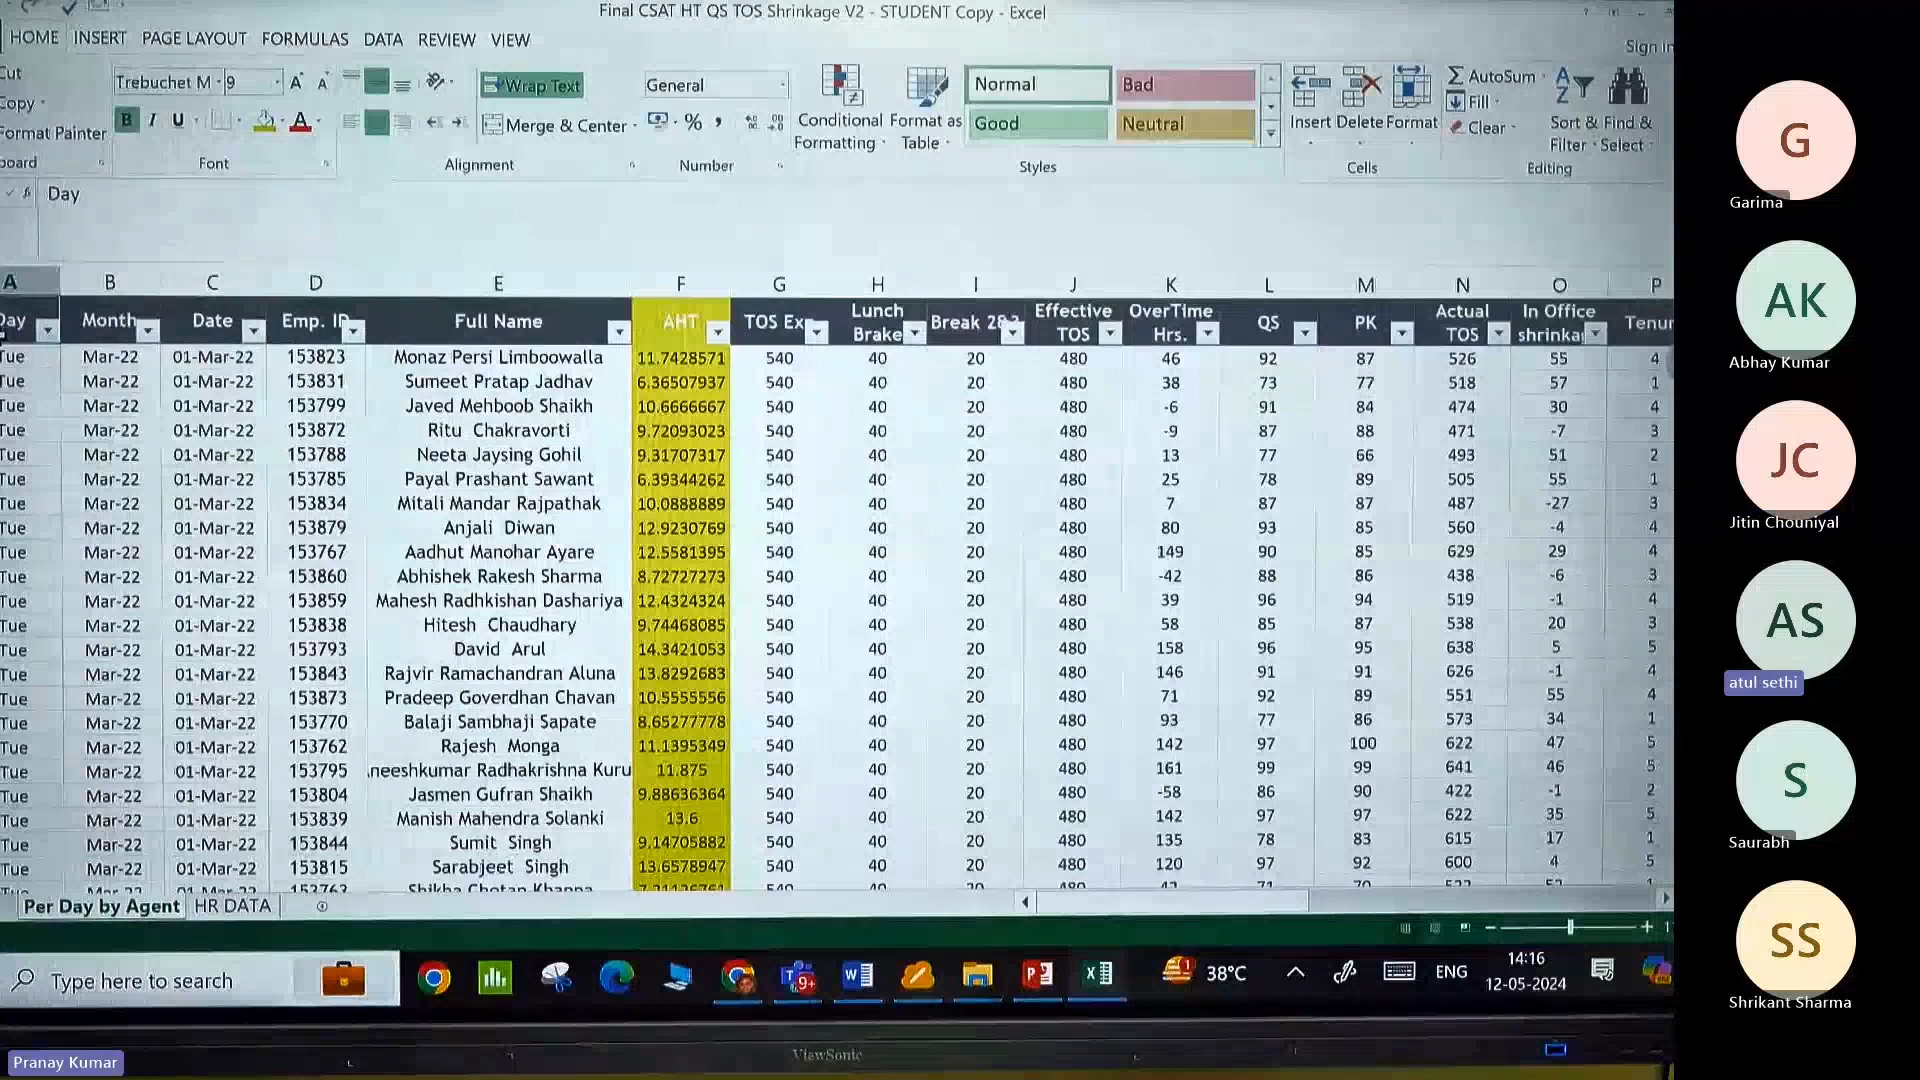 Final CSAT HT QS TOS Shrinkage V2 - STUDENT Copy - Excel
HOME INSERT PAGE LAYOUT FORMULAS DATA REVIEW VIEW
Sign in
Cut
Copy
Format Painter
Trebuchet M 9
B I U
Wrap Text
Merge & Center
General
%
Conditional Formatting
Format as Table
Normal Bad
Good Neutral
Insert Delete Format
AutoSum
Fill
Clear
Sort & Filter
Find & Select
Font Alignment Number Styles Cells Editing
Day
A B C D E F G H I J K L M N O P
Day Month Date Emp. ID Full Name AHT TOS Ex Lunch Brake Break 2& Effective TOS OverTime Hrs. QS PK Actual TOS In Office shrinka Tenur
Tue Mar-22 01-Mar-22 153823 Monaz Persi Limboowalla 11.7428571 540 40 20 480 46 92 87 526 55 4
Tue Mar-22 01-Mar-22 153831 Sumeet Pratap Jadhav 6.36507937 540 40 20 480 38 73 77 518 57 1
Tue Mar-22 01-Mar-22 153799 Javed Mehboob Shaikh 10.6666667 540 40 20 480 -6 91 84 474 30 4
Tue Mar-22 01-Mar-22 153872 Ritu Chakravorti 9.72093023 540 40 20 480 -9 87 88 471 -7 3
Tue Mar-22 01-Mar-22 153788 Neeta Jaysing Gohil 9.31707317 540 40 20 480 13 77 66 493 51 2
Tue Mar-22 01-Mar-22 153785 Payal Prashant Sawant 6.39344262 540 40 20 480 25 78 89 505 55 1
Tue Mar-22 01-Mar-22 153834 Mitali Mandar Rajpathak 10.0888889 540 40 20 480 7 87 87 487 -27 3
Tue Mar-22 01-Mar-22 153879 Anjali Diwan 12.9230769 540 40 20 480 80 93 85 560 -4 4
Tue Mar-22 01-Mar-22 153767 Aadhut Manohar Ayare 12.5581395 540 40 20 480 149 90 85 629 29 4
Tue Mar-22 01-Mar-22 153860 Abhishek Rakesh Sharma 8.72727273 540 40 20 480 -42 88 86 438 -6 3
Tue Mar-22 01-Mar-22 153859 Mahesh Radhkishan Dashariya 12.4324324 540 40 20 480 39 96 94 519 -1 4
Tue Mar-22 01-Mar-22 153838 Hitesh Chaudhary 9.74468085 540 40 20 480 58 85 87 538 20 3
Tue Mar-22 01-Mar-22 153793 David Arul 14.3421053 540 40 20 480 158 96 95 638 5 5
Tue Mar-22 01-Mar-22 153843 Rajvir Ramachandran Aluna 13.8292683 540 40 20 480 146 91 91 626 -1 4
Tue Mar-22 01-Mar-22 153873 Pradeep Goverdhan Chavan 10.5555556 540 40 20 480 71 92 89 551 55 4
Tue Mar-22 01-Mar-22 153770 Balaji Sambhaji Sapate 8.65277778 540 40 20 480 93 77 86 573 34 1
Tue Mar-22 01-Mar-22 153762 Rajesh Monga 11.1395349 540 40 20 480 142 97 100 622 47 5
Tue Mar-22 01-Mar-22 153795 neeshkumar Radhakrishna Kuru 11.875 540 40 20 480 161 99 99 641 46 5
Tue Mar-22 01-Mar-22 153804 Jasmen Gufran Shaikh 9.88636364 540 40 20 480 -58 86 90 422 -1 2
Tue Mar-22 01-Mar-22 153839 Manish Mahendra Solanki 13.6 540 40 20 480 142 97 97 622 35 5
Tue Mar-22 01-Mar-22 153844 Sumit Singh 9.14705882 540 40 20 480 135 78 83 615 17 1
Tue Mar-22 01-Mar-22 153815 Sarabjeet Singh 13.6578947 540 40 20 480 120 97 92 600 4 5
Per Day by Agent HR DATA
Type here to search
9+
38°C
ENG
14:16
12-05-2024
ViewSonic
Pranay Kumar
G
Garima
AK
Abhay Kumar
JC
Jitin Chouniyal
AS
atul sethi
S
Saurabh
SS
Shrikant Sharma